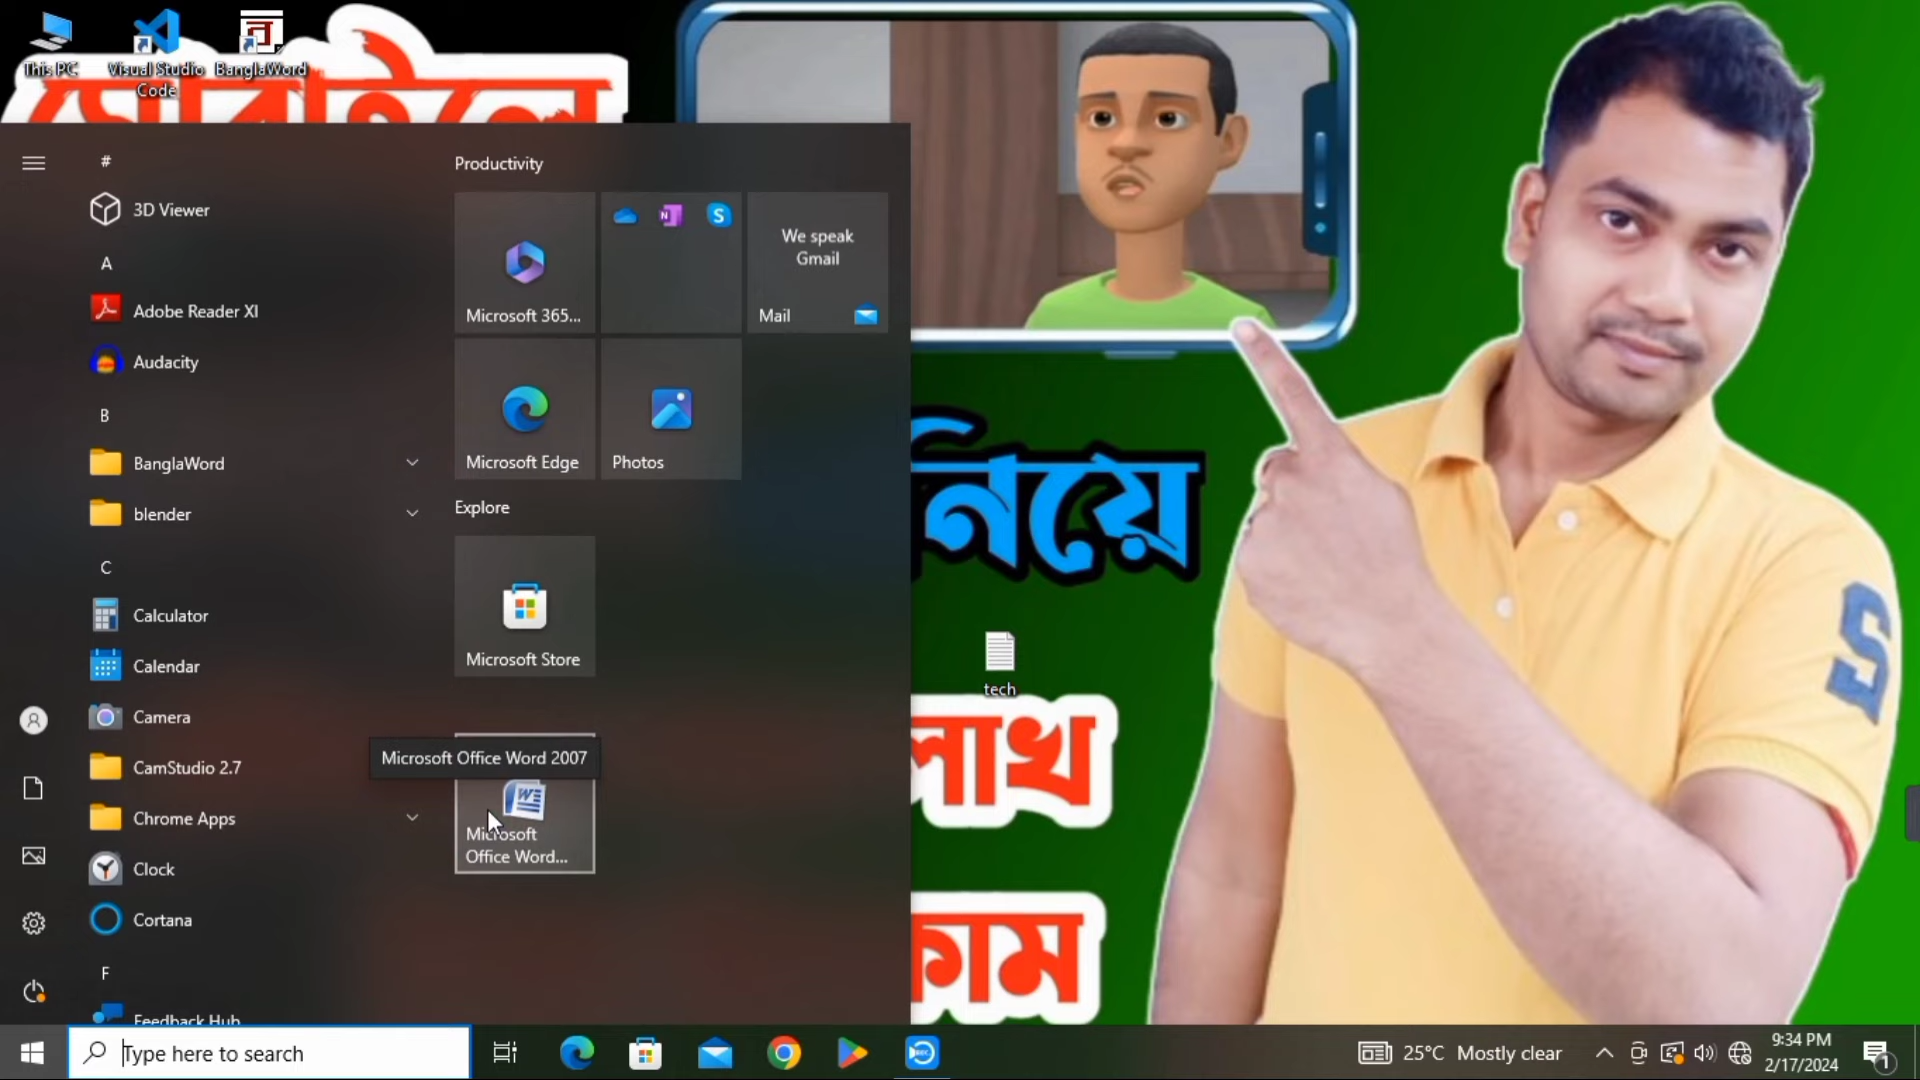 This PC
Visual Studio
Code
BanglaWord
মোবাইলে
#
3D Viewer
A
Adobe Reader XI
Audacity
B
BanglaWord
blender
C
Calculator
Calendar
Camera
CamStudio 2.7
Chrome Apps
Clock
Cortana
F
Feedback Hub
Productivity
Microsoft 365...
We speak
Gmail
Mail
Microsoft Edge
Photos
Explore
Microsoft Store
Microsoft Office Word 2007
Microsoft
Office Word...
নিয়ে
tech
লাখ
S
Type here to search
REC
25°C Mostly clear
9:34 PM
2/17/2024
1